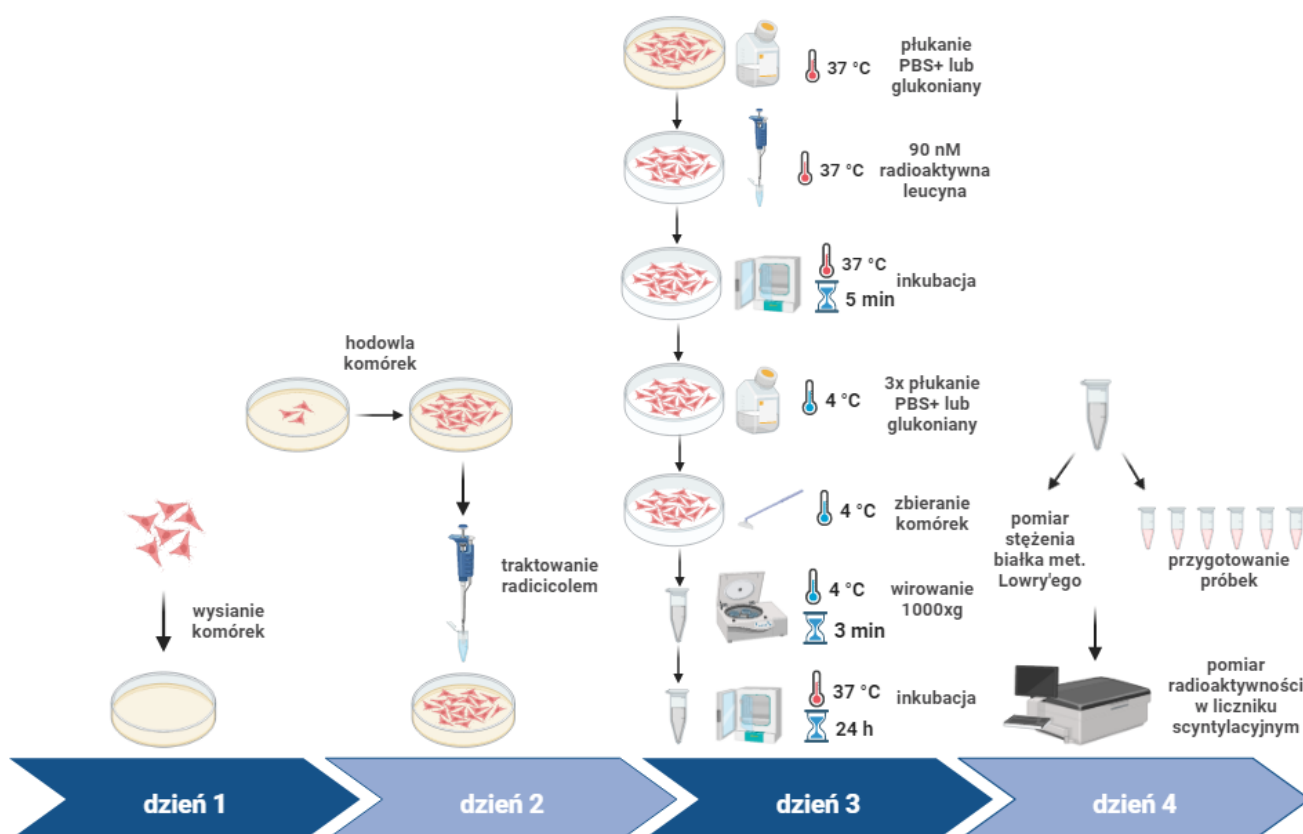 wysianie
komórek
hodowla
komórek
traktowanie
radicicolem
37 °C
płukanie
PBS+ lub
glukoniany
37 °C
90 nM
radioaktywna
leucyna
37 °C
5 min
inkubacja
4 °C
3x płukanie
PBS+ lub
glukoniany
4 °C
zbieranie
komórek
4 °C
3 min
wirowanie
1000xg
37 °C
24 h
inkubacja
pomiar
stężenia
białka met.
Lowry'ego
przygotowanie
próbek
pomiar
radioaktywności
w liczniku
scyntylacyjnym
dzień 1
dzień 2
dzień 3
dzień 4